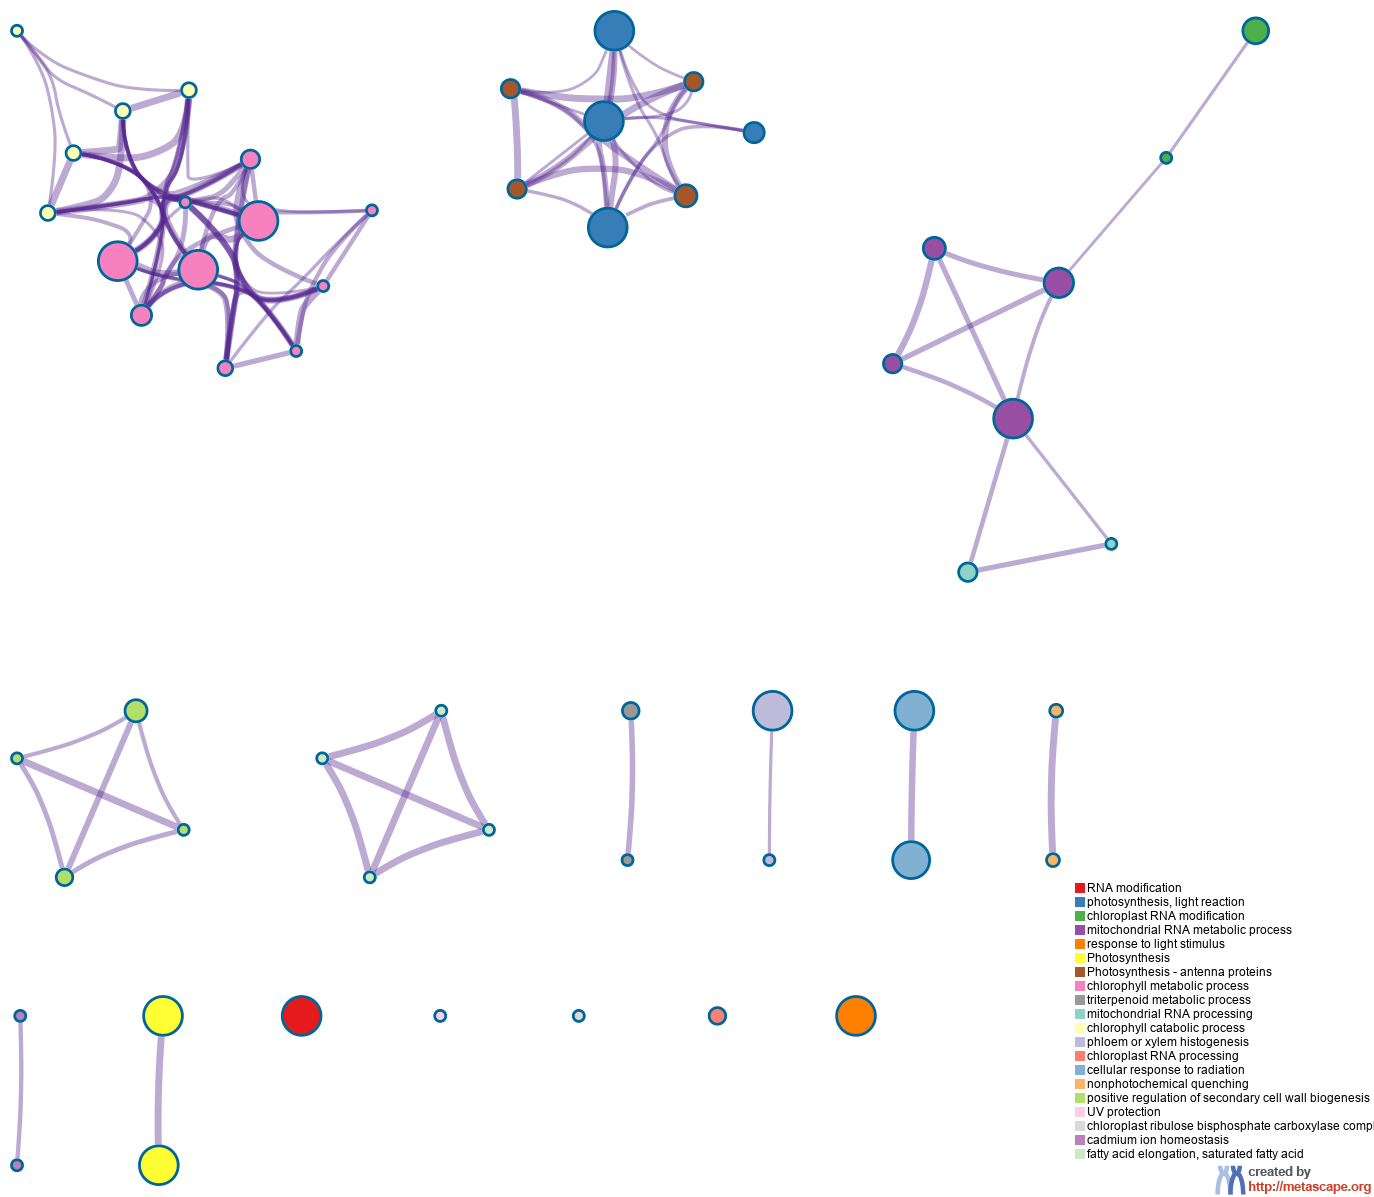 RNA modification
photosynthesis, light reaction
chloroplast RNA modification
mitochondrial RNA metabolic process
response to light stimulus
Photosynthesis
Photosynthesis - antenna proteins
chlorophyll metabolic process
triterpenoid metabolic process
mitochondrial RNA processing
chlorophyll catabolic process
phloem or xylem histogenesis
chloroplast RNA processing
cellular response to radiation
nonphotochemical quenching
positive regulation of secondary cell wall biogenesis
UV protection
chloroplast ribulose bisphosphate carboxylase compl
cadmium ion homeostasis
fatty acid elongation, saturated fatty acid
created by
http://metascape.org